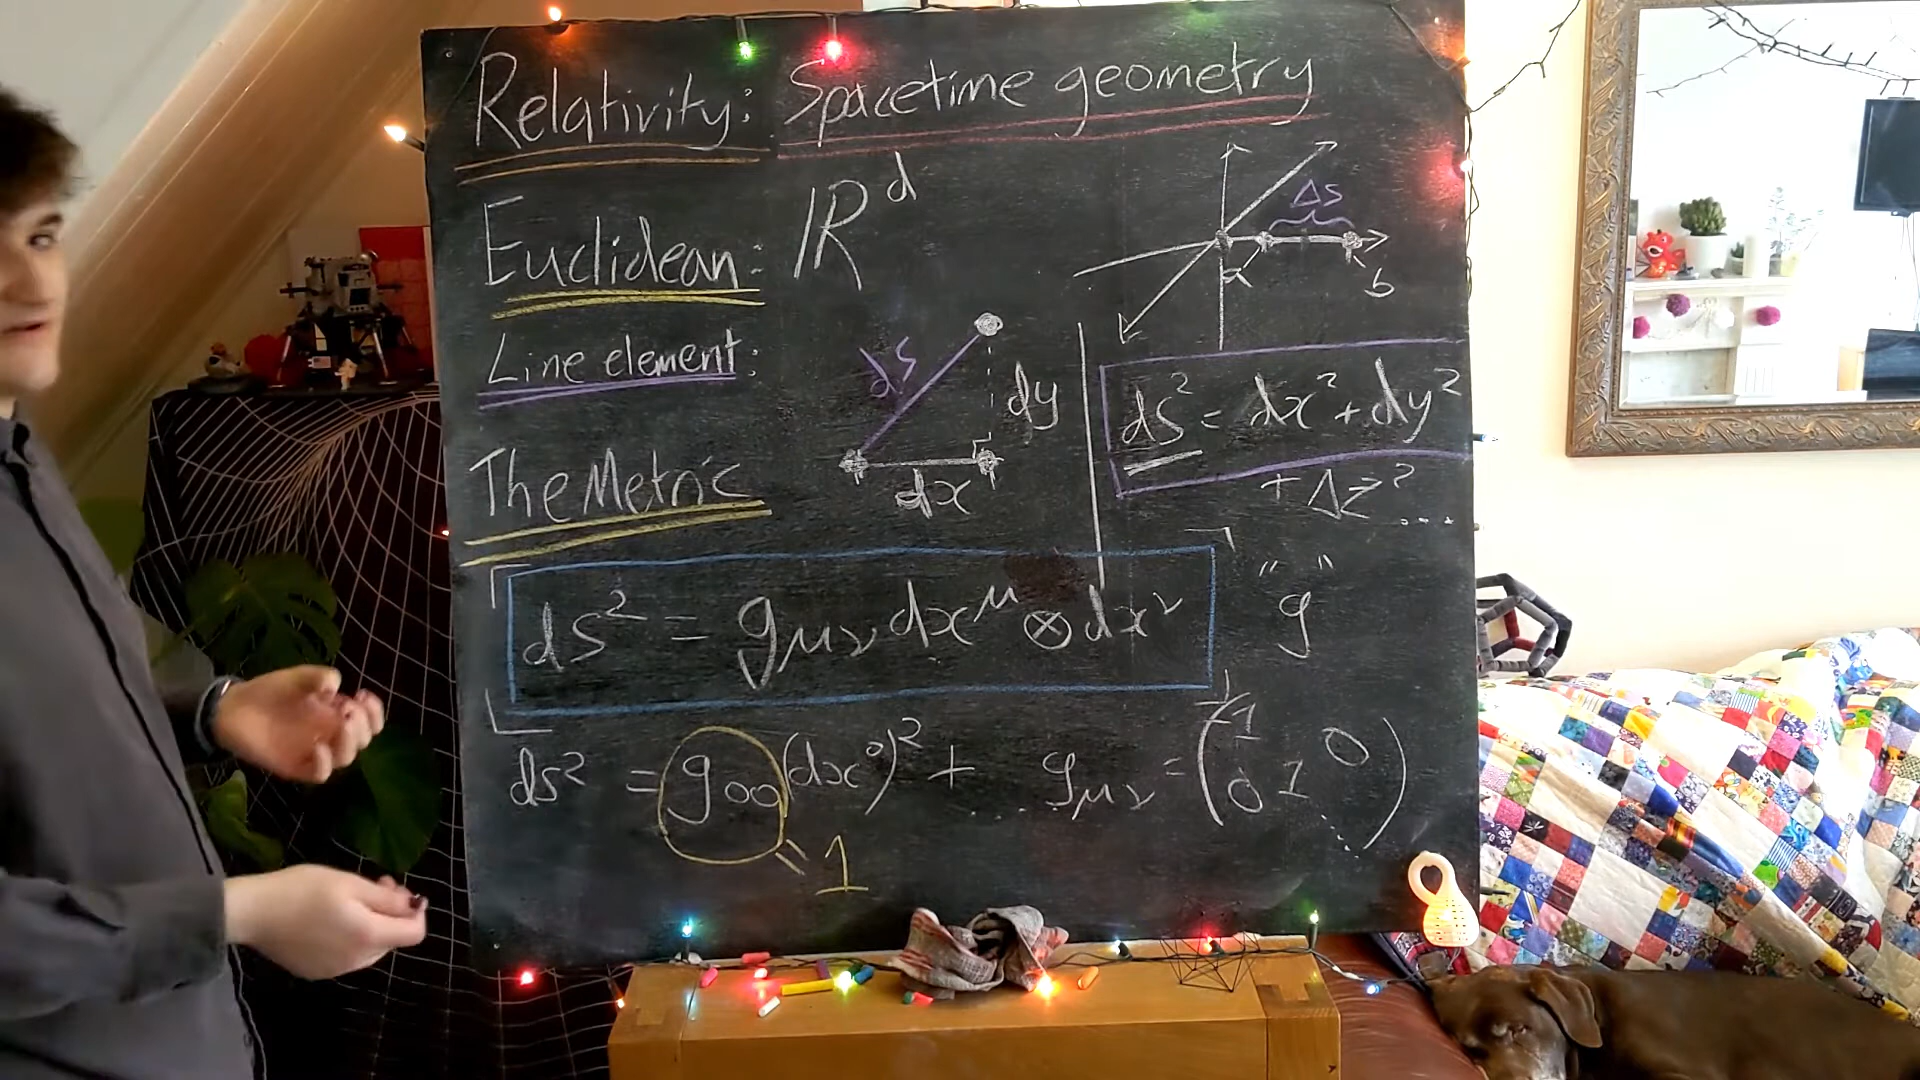 Relativity: Spacetime geometry
Euclidean: ℝ^d
Δs
a
b
Line element:
ds
dy
dx
ds² = dx² + dy²
+ Δz² ...
The Metric
ds² = g_μν dx^μ ⊗ dx^ν
"g"
ds² = g₀₀(dx⁰)² + ...
g_μν = (1 0 0 1 ...)
1